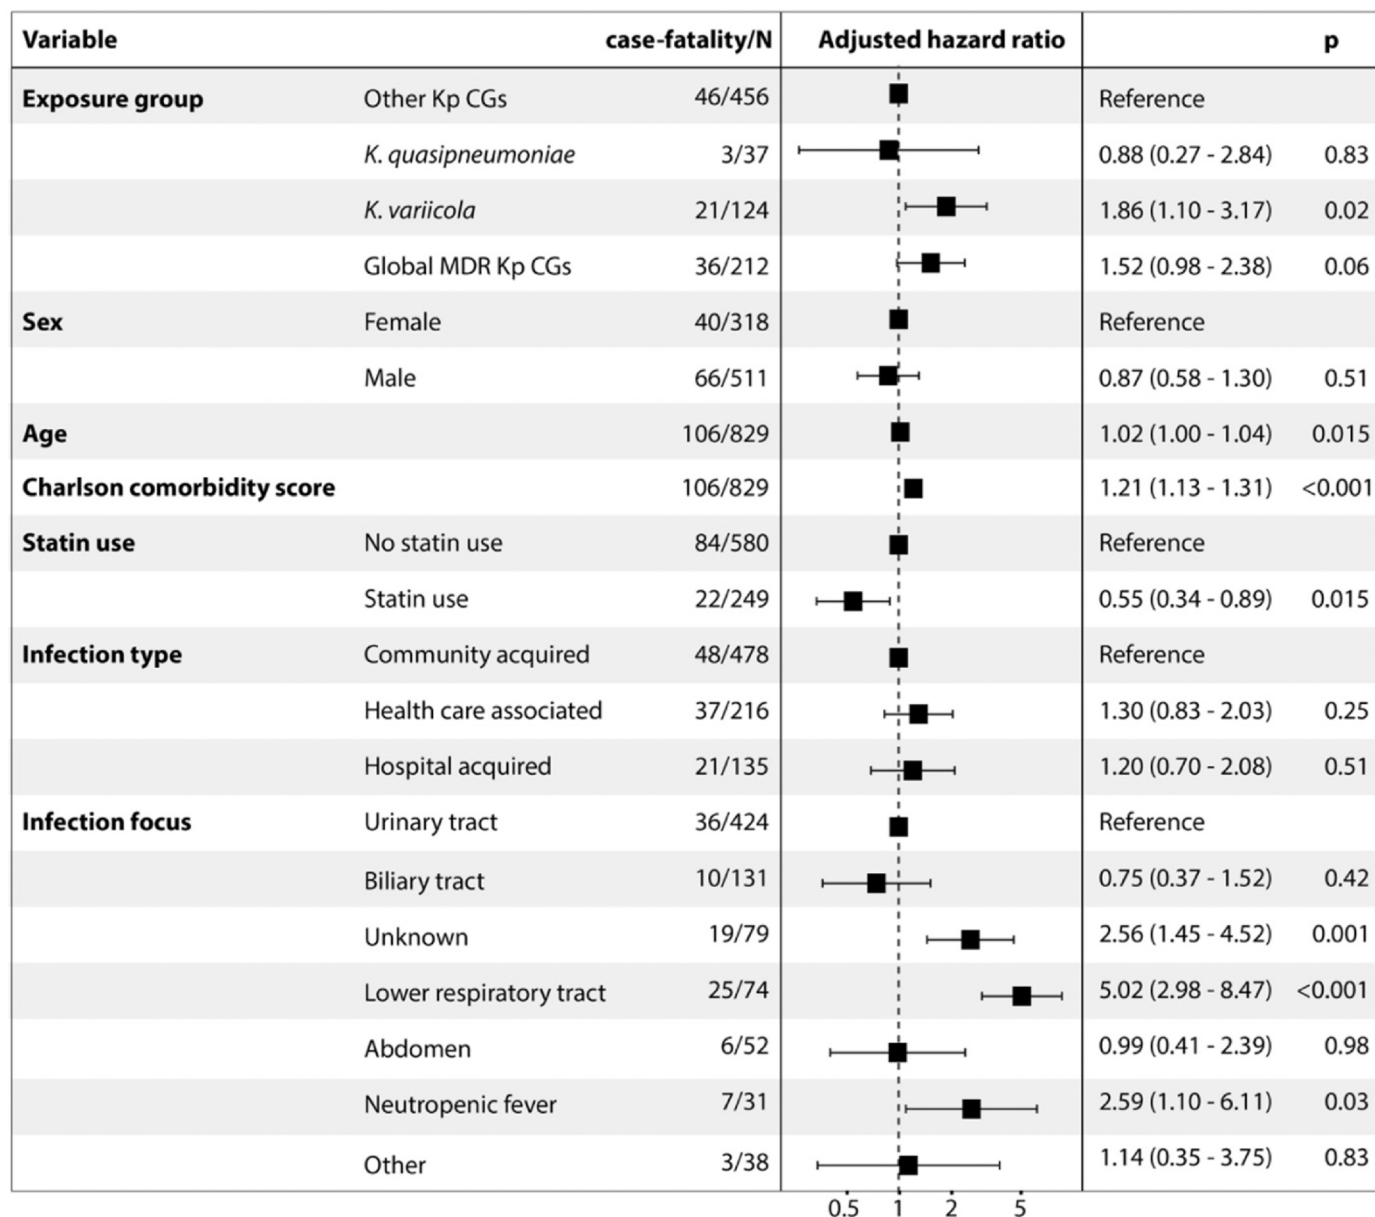 Variable case-fatality/N Adjusted hazard ratio p
Exposure group Other Kp CGs 46/456 Reference
K. quasipneumoniae 3/37 0.88 (0.27 - 2.84) 0.83
K. variicola 21/124 1.86 (1.10 - 3.17) 0.02
Global MDR Kp CGs 36/212 1.52 (0.98 - 2.38) 0.06
Sex Female 40/318 Reference
Male 66/511 0.87 (0.58 - 1.30) 0.51
Age 106/829 1.02 (1.00 - 1.04) 0.015
Charlson comorbidity score 106/829 1.21 (1.13 - 1.31) <0.001
Statin use No statin use 84/580 Reference
Statin use 22/249 0.55 (0.34 - 0.89) 0.015
Infection type Community acquired 48/478 Reference
Health care associated 37/216 1.30 (0.83 - 2.03) 0.25
Hospital acquired 21/135 1.20 (0.70 - 2.08) 0.51
Infection focus Urinary tract 36/424 Reference
Biliary tract 10/131 0.75 (0.37 - 1.52) 0.42
Unknown 19/79 2.56 (1.45 - 4.52) 0.001
Lower respiratory tract 25/74 5.02 (2.98 - 8.47) <0.001
Abdomen 6/52 0.99 (0.41 - 2.39) 0.98
Neutropenic fever 7/31 2.59 (1.10 - 6.11) 0.03
Other 3/38 1.14 (0.35 - 3.75) 0.83
0.5 1 2 5